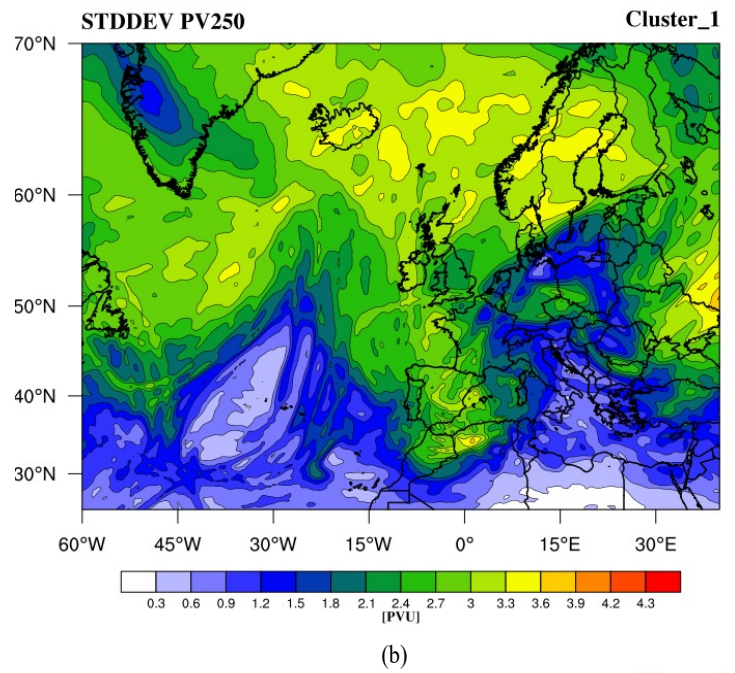 STDDEV PV250 Cluster_1
70°N
60°N
50°N
40°N
30°N
60°W 45°W 30°W 15°W 0° 15°E 30°E
0.3 0.6 0.9 1.2 1.5 1.8 2.1 2.4 2.7 3 3.3 3.6 3.9 4.2 4.3
[PVU]
(b)